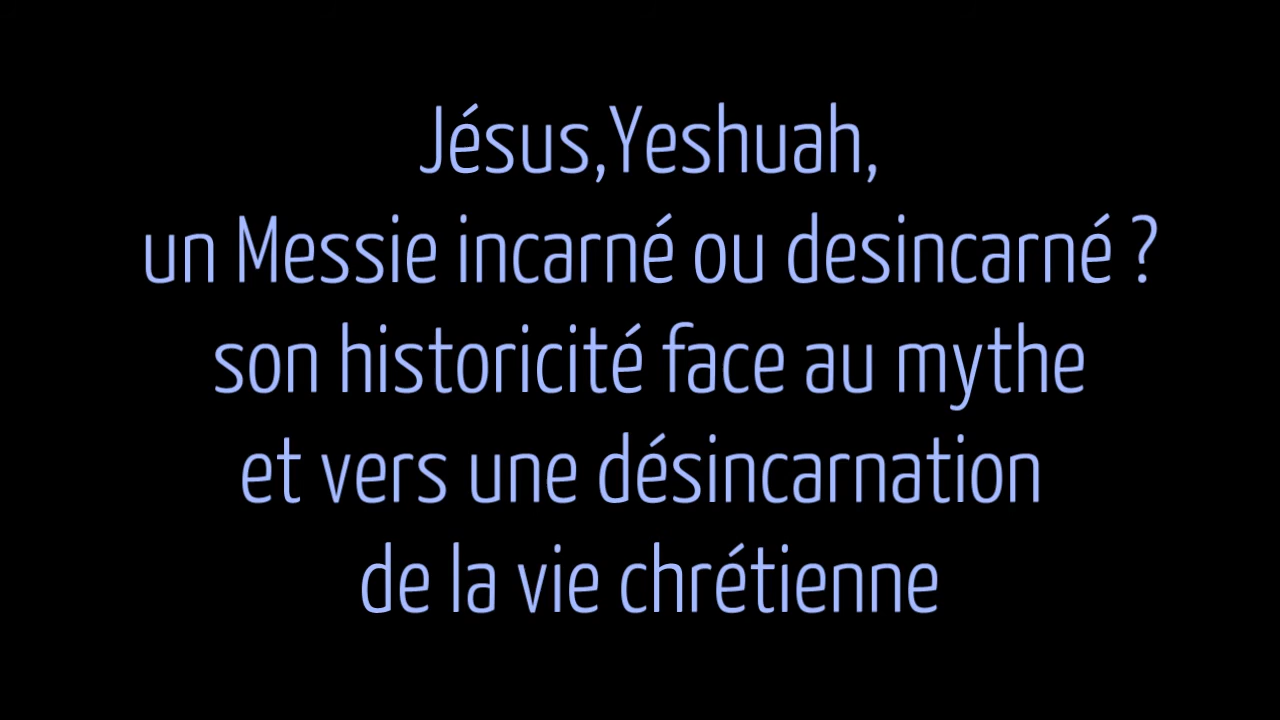 Jésus,Yeshuah,
un Messie incarné ou desincarné ?
son historicité face au mythe
et vers une désincarnation
de la vie chrétienne